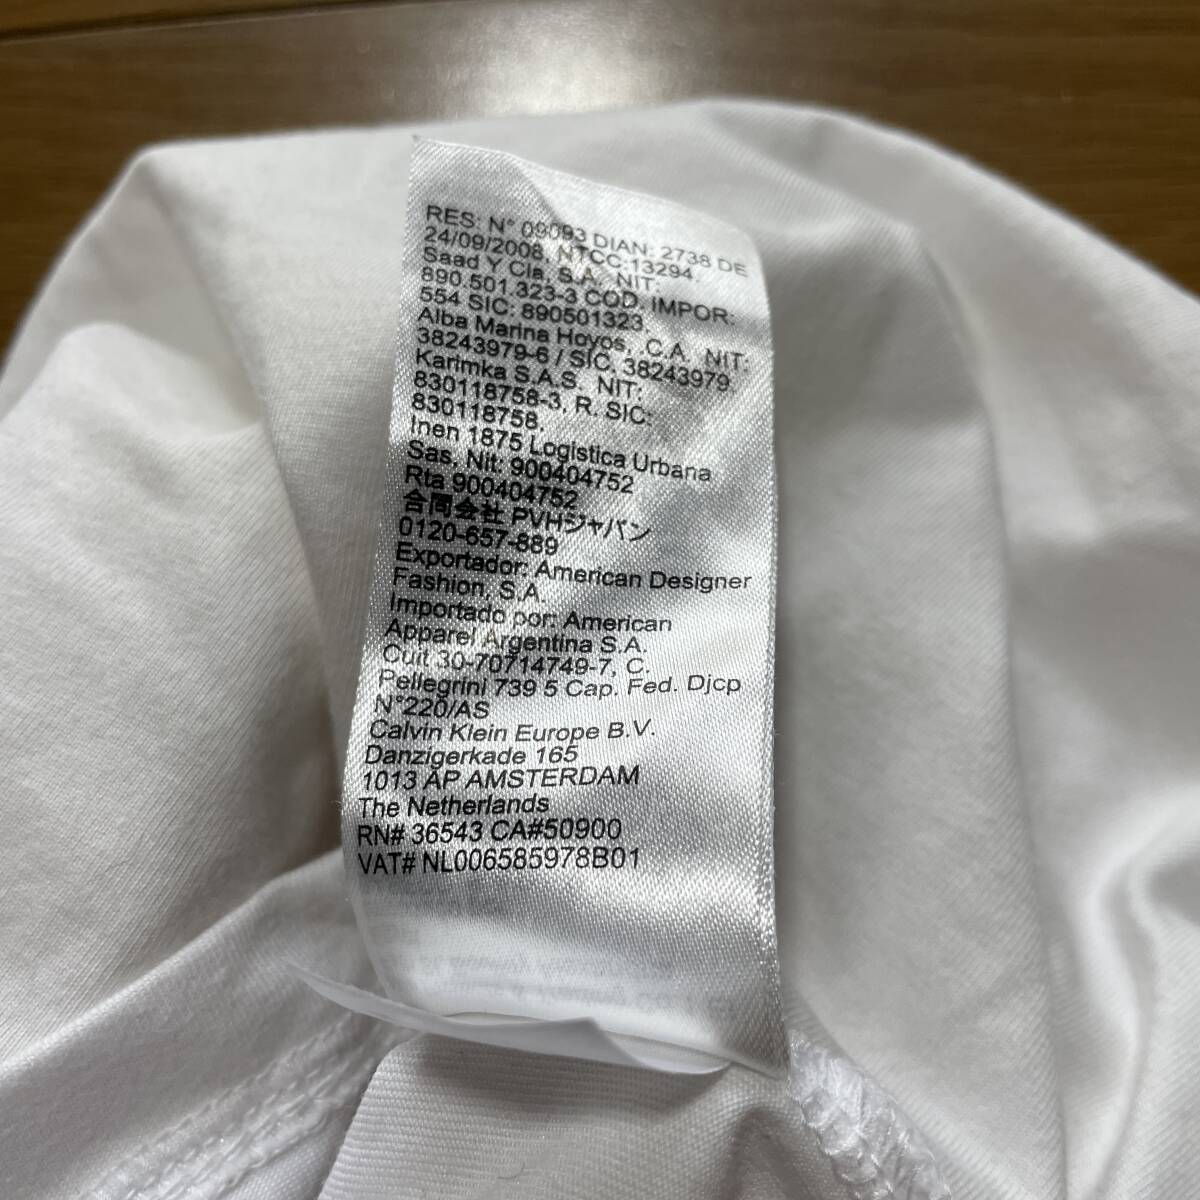 RES: N° 09093 DIAN: 2738 DE
24/09/2008, NTCC-13294
Saad Y Cia, S.A. NIT:
890.501.323-3 COD. IMPOR:
554 SIC: 890501323.
Alba Marina Hoyos, C.A. NIT:
38243979-6 / SIC. 38243979
Karimka S.A.S. NIT:
830118758-3, R. SIC:
830118758.
Inen 1875 Logistica Urbana
Sas, Nit: 900404752
Rta 900404752
合同会社 PVHジャパン
0120-657-889
Exportador: American Designer
Fashion, S.A.
Importado por: American
Apparel Argentina S.A.
Cuit 30-70714749-7, C.
Pellegrini 739 5 Cap. Fed. Djcp
N°220/AS
Calvin Klein Europe B.V.
Danzigerkade 165
1013 AP AMSTERDAM
The Netherlands
RN# 36543 CA#50900
VAT# NL006585978B01